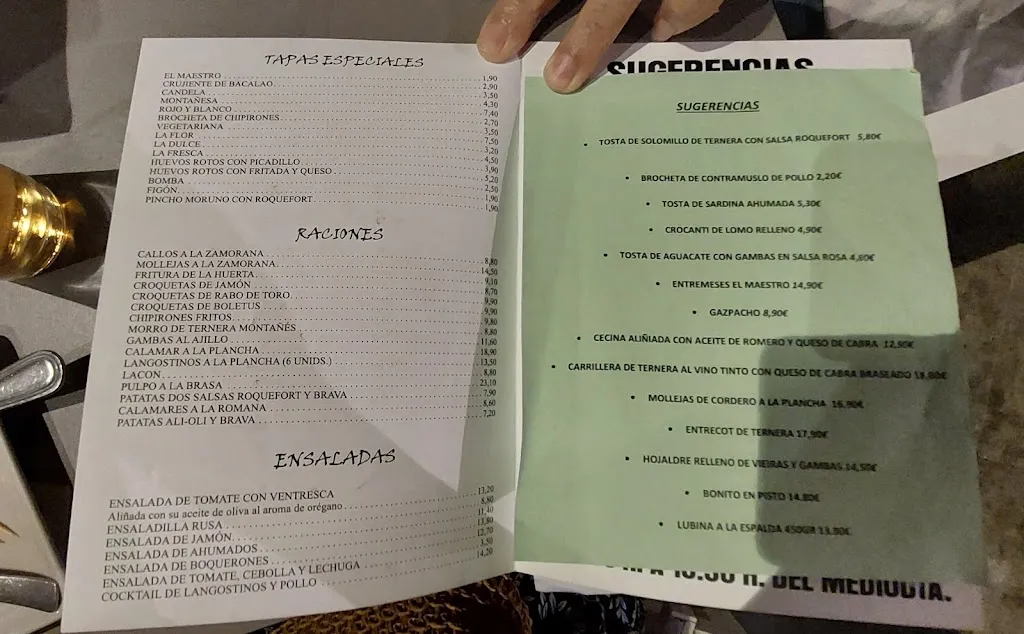 TAPAS ESPECIALES
EL MAESTRO 1,90
CRUJIENTE DE BACALAO 2,90
CANDELA 3,50
MONTAÑESA 4,30
ROJO Y BLANCO 7,40
BROCHETA DE CHIPIRONES 2,70
VEGETARIANA 3,50
LA FLOR 7,50
LA DULCE 3,20
LA FRESCA 4,50
HUEVOS ROTOS CON PICADILLO 3,90
HUEVOS ROTOS CON FRITADA Y QUESO 5,20
BOMBA 2,50
FIGÓN 1,90
PINCHO MORUNO CON ROQUEFORT 1,90
RACIONES
CALLOS A LA ZAMORANA 8,80
MOLLEJAS A LA ZAMORANA 14,50
FRITURA DE LA HUERTA 9,10
CROQUETAS DE JAMÓN 8,70
CROQUETAS DE RABO DE TORO 9,90
CROQUETAS DE BOLETUS 9,90
CHIPIRONES FRITOS 9,80
MORRO DE TERNERA MONTAÑÉS 8,80
GAMBAS AL AJILLO 11,60
CALAMAR A LA PLANCHA 18,90
LANGOSTINOS A LA PLANCHA (6 UNIDS.) 13,50
LACON 8,80
PULPO A LA BRASA 23,10
PATATAS DOS SALSAS ROQUEFORT Y BRAVA 7,90
CALAMARES A LA ROMANA 8,60
PATATAS ALI-OLI Y BRAVA 7,20
ENSALADAS
ENSALADA DE TOMATE CON VENTRESCA 13,20
Aliñada con su aceite de oliva al aroma de orégano
ENSALADILLA RUSA 8,80
ENSALADA DE JAMÓN 11,40
ENSALADA DE AHUMADOS 13,80
ENSALADA DE BOQUERONES 12,70
ENSALADA DE TOMATE, CEBOLLA Y LECHUGA 3,50
COCKTAIL DE LANGOSTINOS Y POLLO 14,20
SUGERENCIAS
SUGERENCIAS
• TOSTA DE SOLOMILLO DE TERNERA CON SALSA ROQUEFORT 5,80€
• BROCHETA DE CONTRAMUSLO DE POLLO 2,20€
• TOSTA DE SARDINA AHUMADA 5,30€
• CROCANTI DE LOMO RELLENO 4,90€
• TOSTA DE AGUACATE CON GAMBAS EN SALSA ROSA 4,80€
• ENTREMESES EL MAESTRO 14,90€
• GAZPACHO 8,90€
• CECINA ALIÑIADA CON ACEITE DE ROMERO Y QUESO DE CABRA 12,90€
• CARRILLERA DE TERNERA AL VINO TINTO CON QUESO DE CABRA BRASEADO 18,80€
• MOLLEJAS DE CORDERO A LA PLANCHA 16,90€
• ENTRECOT DE TERNERA 17,90€
• HOJALDRE RELLENO DE VIEIRAS Y GAMBAS 14,50€
• BONITO EN PISTO 14,80€
• LUBINA A LA ESPALDA 450GR 13,80€
H. DEL MEDIODIA.